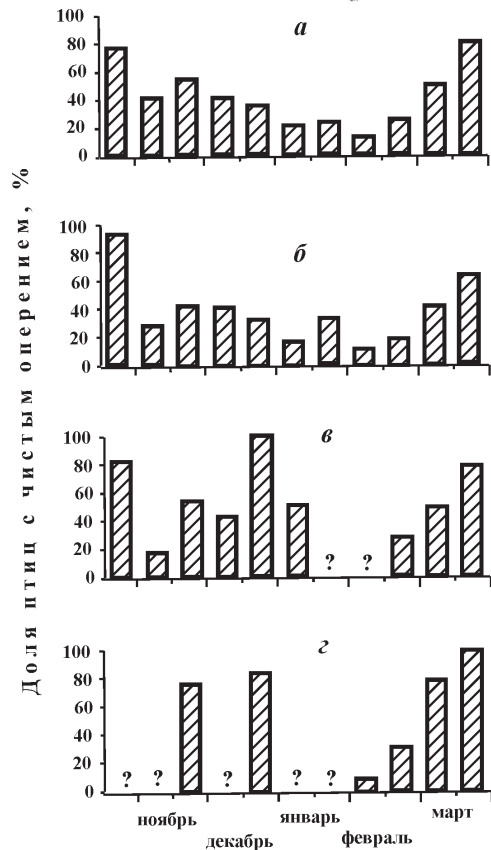 Доля птиц с чистым оперением, %
а
100
80
60
40
20
0
б
100
80
60
40
20
0
в
100
80
60
40
20
0
? ?
г
100
80
60
40
20
0
? ? ? ? ?
ноябрь
декабрь
январь
февраль
март